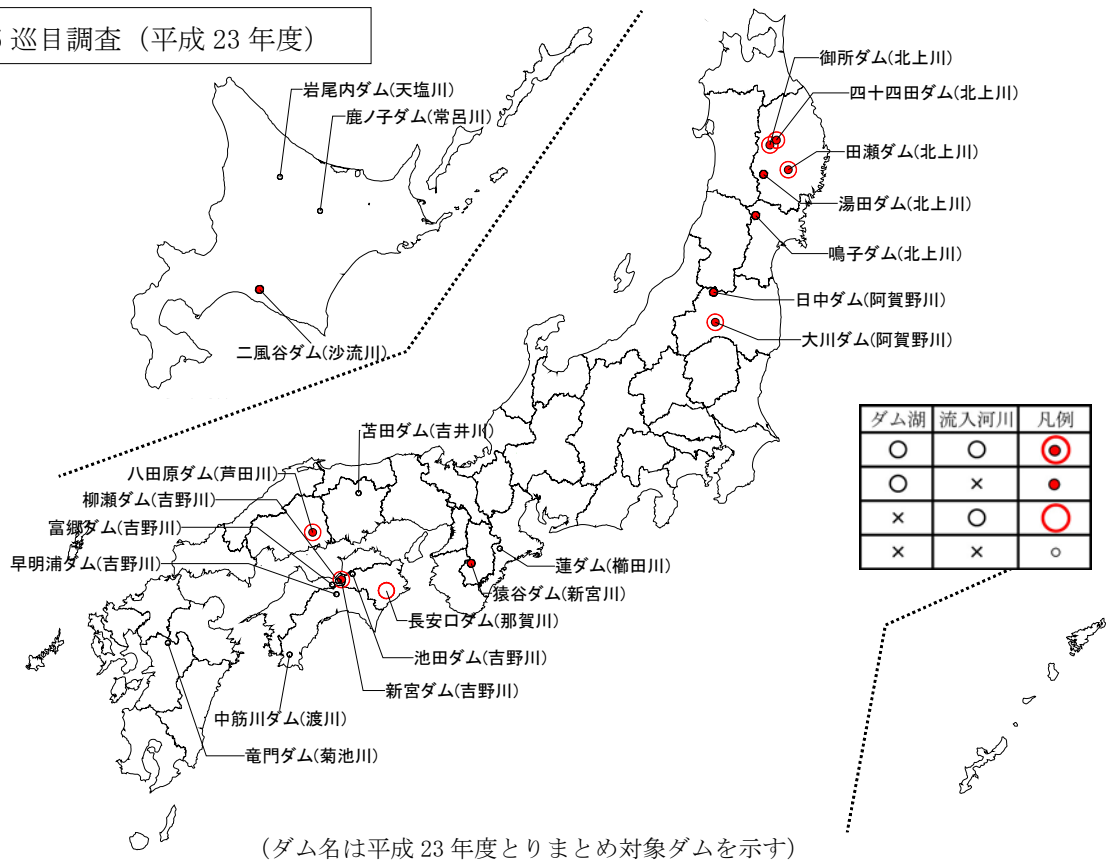 巡目調査（平成 23 年度）
御所ダム(北上川)
岩尾内ダム(天塩川)
四十四田ダム(北上川)
鹿ノ子ダム(常呂川)
田瀬ダム(北上川)
湯田ダム(北上川)
鳴子ダム(北上川)
日中ダム(阿賀野川)
大川ダム(阿賀野川)
二風谷ダム(沙流川)
ダム湖 流入河川 凡例
○ ○
○ ×
× ○
× ×
苫田ダム(吉井川)
八田原ダム(芦田川)
柳瀬ダム(吉野川)
富郷ダム(吉野川)
早明浦ダム(吉野川)
蓮ダム(櫛田川)
猿谷ダム(新宮川)
長安口ダム(那賀川)
池田ダム(吉野川)
新宮ダム(吉野川)
中筋川ダム(渡川)
竜門ダム(菊池川)
（ダム名は平成 23 年度とりまとめ対象ダムを示す）